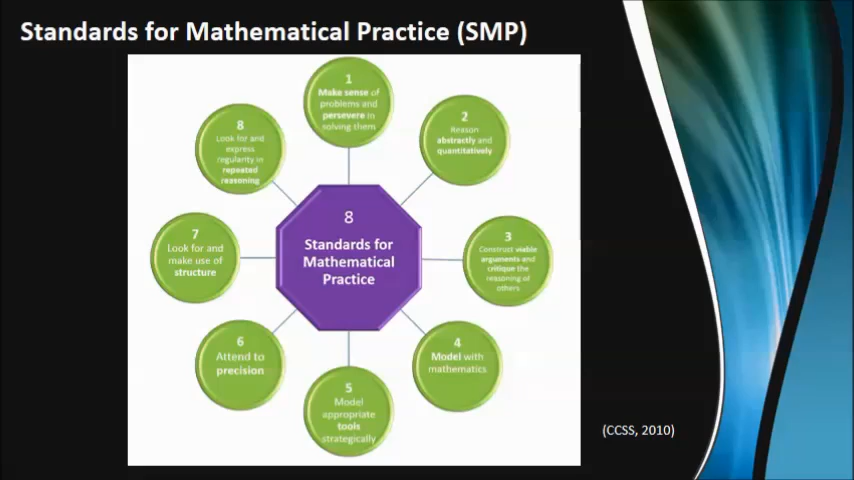 Standards for Mathematical Practice (SMP)
1
Make sense of
problems and
persevere in
solving them
2
Reason
abstractly and
quantitatively
3
Construct viable
arguments and
critique the
reasoning of
others
4
Model with
mathematics
5
Model
appropriate
tools
strategically
6
Attend to
precision
7
Look for and
make use of
structure
8
Look for and
express
regularity in
repeated
reasoning
8
Standards for
Mathematical
Practice
(CCSS, 2010)